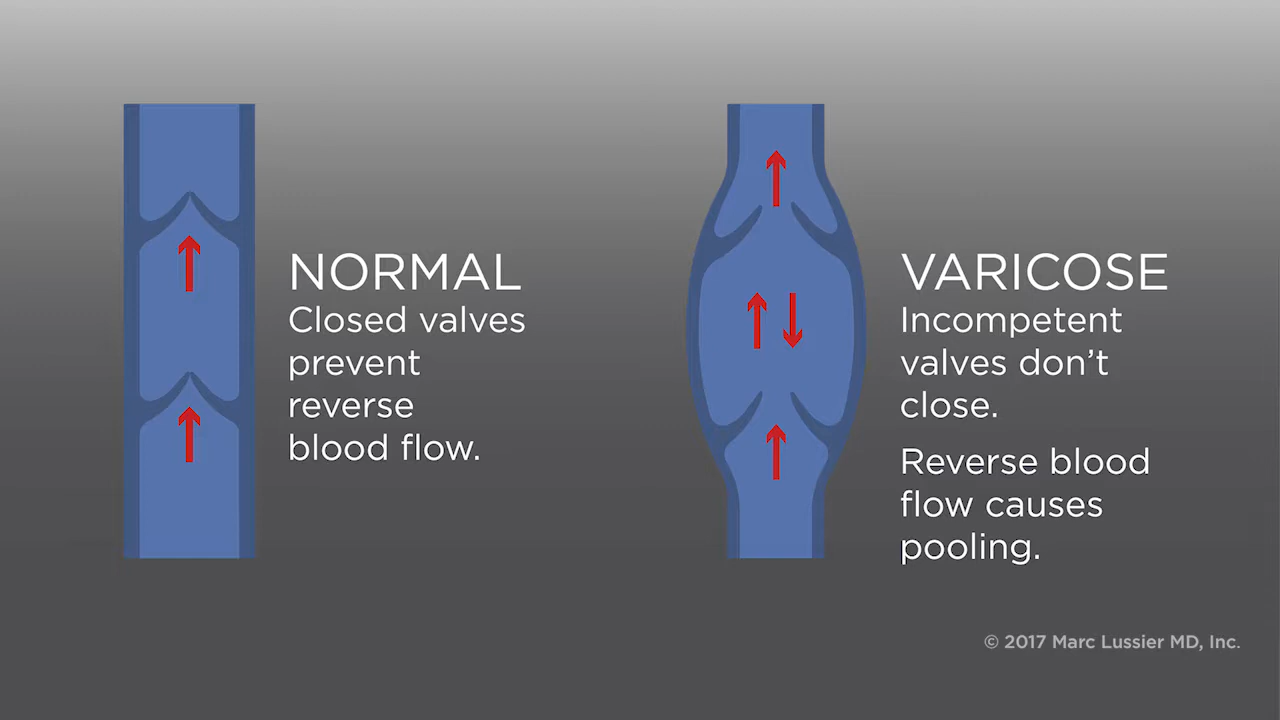 NORMAL
Closed valves
prevent
reverse
blood flow.
VARICOSE
Incompetent
valves don’t
close.
Reverse blood
flow causes
pooling.
© 2017 Marc Lussier MD, Inc.